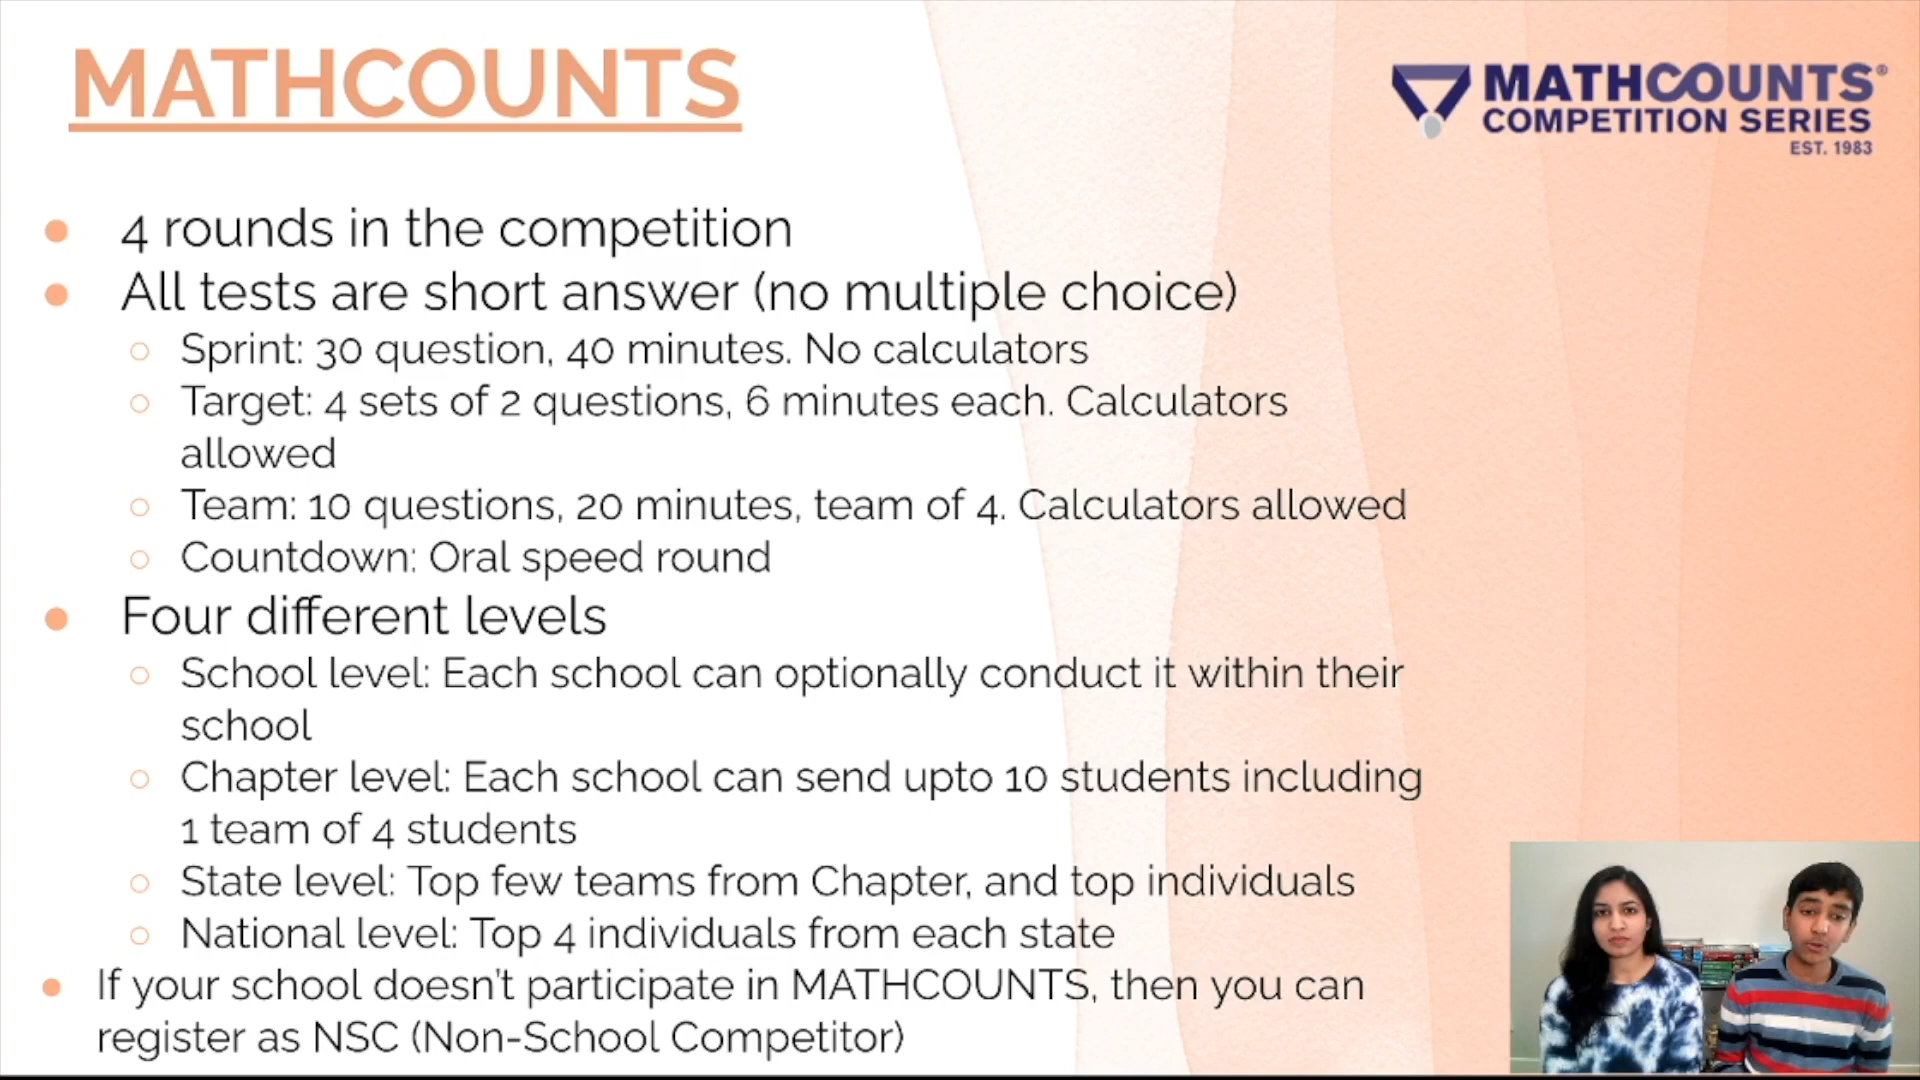 MATHCOUNTS
MATHCOUNTS®
COMPETITION SERIES
EST. 1983
4 rounds in the competition
All tests are short answer (no multiple choice)
Sprint: 30 question, 40 minutes. No calculators
Target: 4 sets of 2 questions, 6 minutes each. Calculators
allowed
Team: 10 questions, 20 minutes, team of 4. Calculators allowed
Countdown: Oral speed round
Four different levels
School level: Each school can optionally conduct it within their
school
Chapter level: Each school can send upto 10 students including
1 team of 4 students
State level: Top few teams from Chapter, and top individuals
National level: Top 4 individuals from each state
If your school doesn't participate in MATHCOUNTS, then you can
register as NSC (Non-School Competitor)